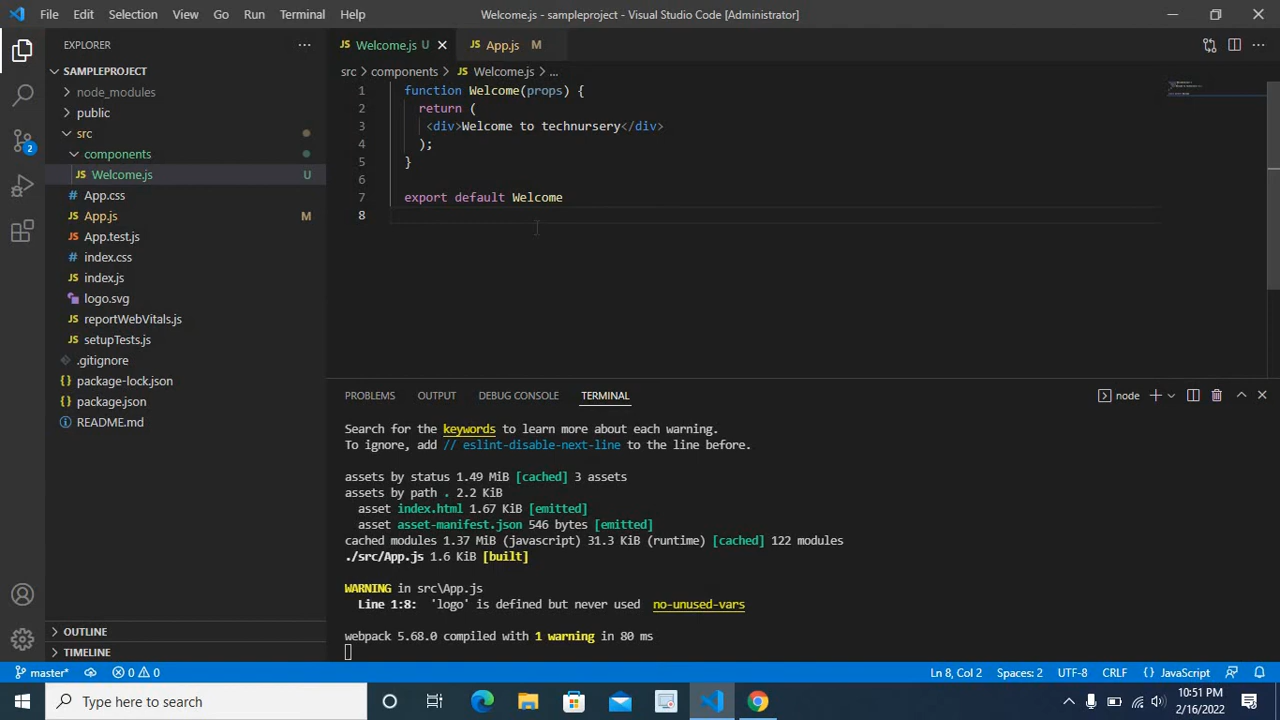 File Edit Selection View Go Run Terminal Help Welcome.js - sampleproject - Visual Studio Code [Administrator]
EXPLORER
SAMPLEPROJECT
node_modules
public
src
components
JS Welcome.js U
# App.css
JS App.js M
JS App.test.js
# index.css
JS index.js
logo.svg
JS reportWebVitals.js
JS setupTests.js
.gitignore
{} package-lock.json
{} package.json
README.md
OUTLINE
TIMELINE
2
JS Welcome.js U JS App.js M
src > components > JS Welcome.js > ...
1 function Welcome(props) {
2 return (
3 <div>Welcome to technursery</div>
4 );
5 }
6
7 export default Welcome
8
PROBLEMS OUTPUT DEBUG CONSOLE TERMINAL node
Search for the keywords to learn more about each warning.
To ignore, add // eslint-disable-next-line to the line before.
assets by status 1.49 MiB [cached] 3 assets
assets by path . 2.2 KiB
asset index.html 1.67 KiB [emitted]
asset asset-manifest.json 546 bytes [emitted]
cached modules 1.37 MiB (javascript) 31.3 KiB (runtime) [cached] 122 modules
./src/App.js 1.6 KiB [built]
WARNING in src\App.js
Line 1:8: 'logo' is defined but never used no-unused-vars
webpack 5.68.0 compiled with 1 warning in 80 ms
master* 0 0 Ln 8, Col 2 Spaces: 2 UTF-8 CRLF {} JavaScript
Type here to search 10:51 PM
2/16/2022